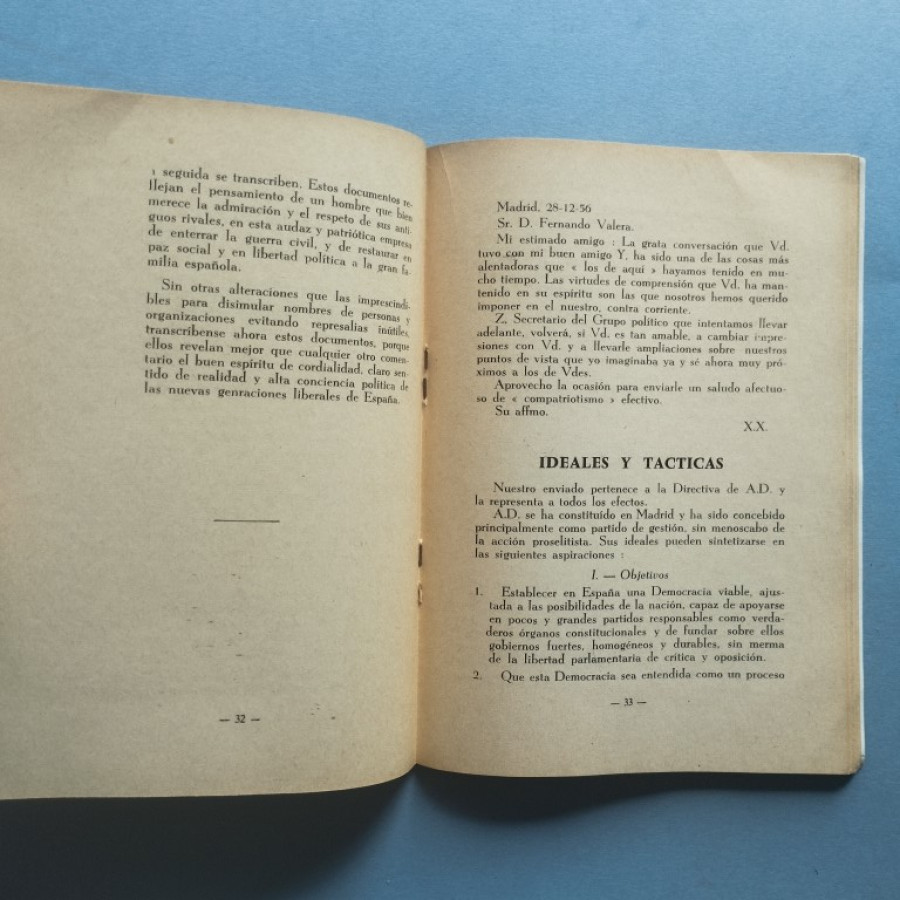 seguida se transcriben. Estos documentos re-
flejan el pensamiento de un hombre que bien
merece la admiración y el respeto de sus anti-
guos rivales, en esta audaz y patriótica empresa
de enterrar la guerra civil, y de restaurar en
paz social y en libertad política a la gran fa-
milia española.
Sin otras alteraciones que las imprescindi-
bles para disimular nombres de personas y
organizaciones evitando represalias inútiles,
transcríbense ahora estos documentos, porque
ellos revelan mejor que cualquier otro comen-
tario el buen espíritu de cordialidad, claro sen-
tido de realidad y alta conciencia política de
las nuevas genraciones liberales de España.
— 32 —
Madrid, 28-12-56
Sr. D. Fernando Valera.
Mi estimado amigo : La grata conversación que Vd.
tuvo con mi buen amigo Y, ha sido una de las cosas más
alentadoras que « los de aquí » hayamos tenido en mu-
cho tiempo. Las virtudes de comprensión que Vd. ha man-
tenido en su espíritu son las que nosotros hemos querido
imponer en el nuestro, contra corriente.
Z, Secretario del Grupo político que intentamos llevar
adelante, volverá, si Vd. es tan amable, a cambiar impre-
siones con Vd. y a llevarle ampliaciones sobre nuestros
puntos de vista que yo imaginaba ya y sé ahora muy pró-
ximos a los de Vdes.
Aprovecho la ocasión para enviarle un saludo afectuo-
so de « compatriotismo » efectivo.
Su affmo.
X.X.
IDEALES Y TACTICAS
Nuestro enviado pertenece a la Directiva de A.D. y
la representa a todos los efectos.
A.D. se ha constituído en Madrid y ha sido concebido
principalmente como partido de gestión, sin menoscabo de
la acción proselitista. Sus ideales pueden sintetizarse en
las siguientes aspiraciones :
I. — Objetivos
1. Establecer en España una Democracia viable, ajus-
tada a las posibilidades de la nación, capaz de apoyarse
en pocos y grandes partidos responsables como verda-
deros órganos constitucionales y de fundar sobre ellos
gobiernos fuertes, homogéneos y durables, sin merma
de la libertad parlamentaria de crítica y oposición.
2. Que esta Democracia sea entendida como un proceso
— 33 —